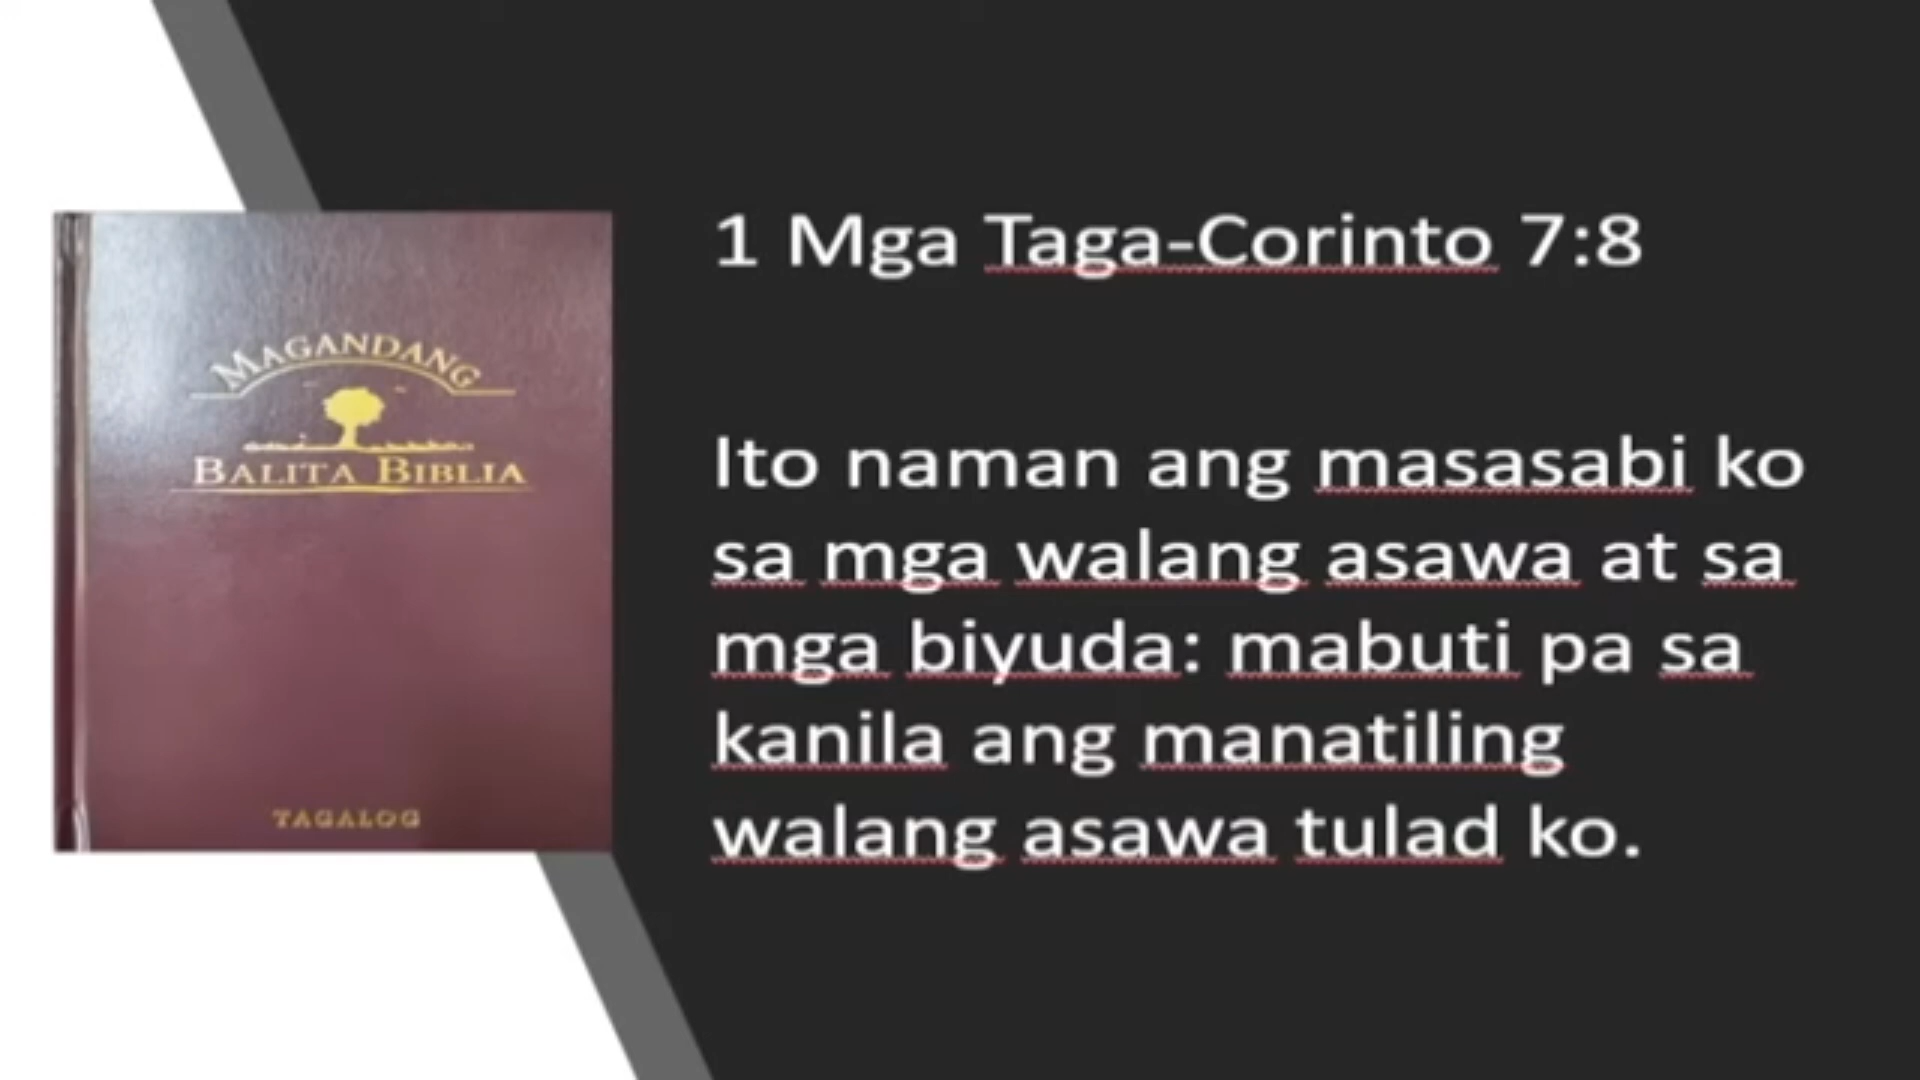 MAGANDANG
BALITA BIBLIA
TAGALOG
1 Mga Taga-Corinto 7:8
Ito naman ang masasabi ko
sa mga walang asawa at sa
mga biyuda: mabuti pa sa
kanila ang manatiling
walang asawa tulad ko.